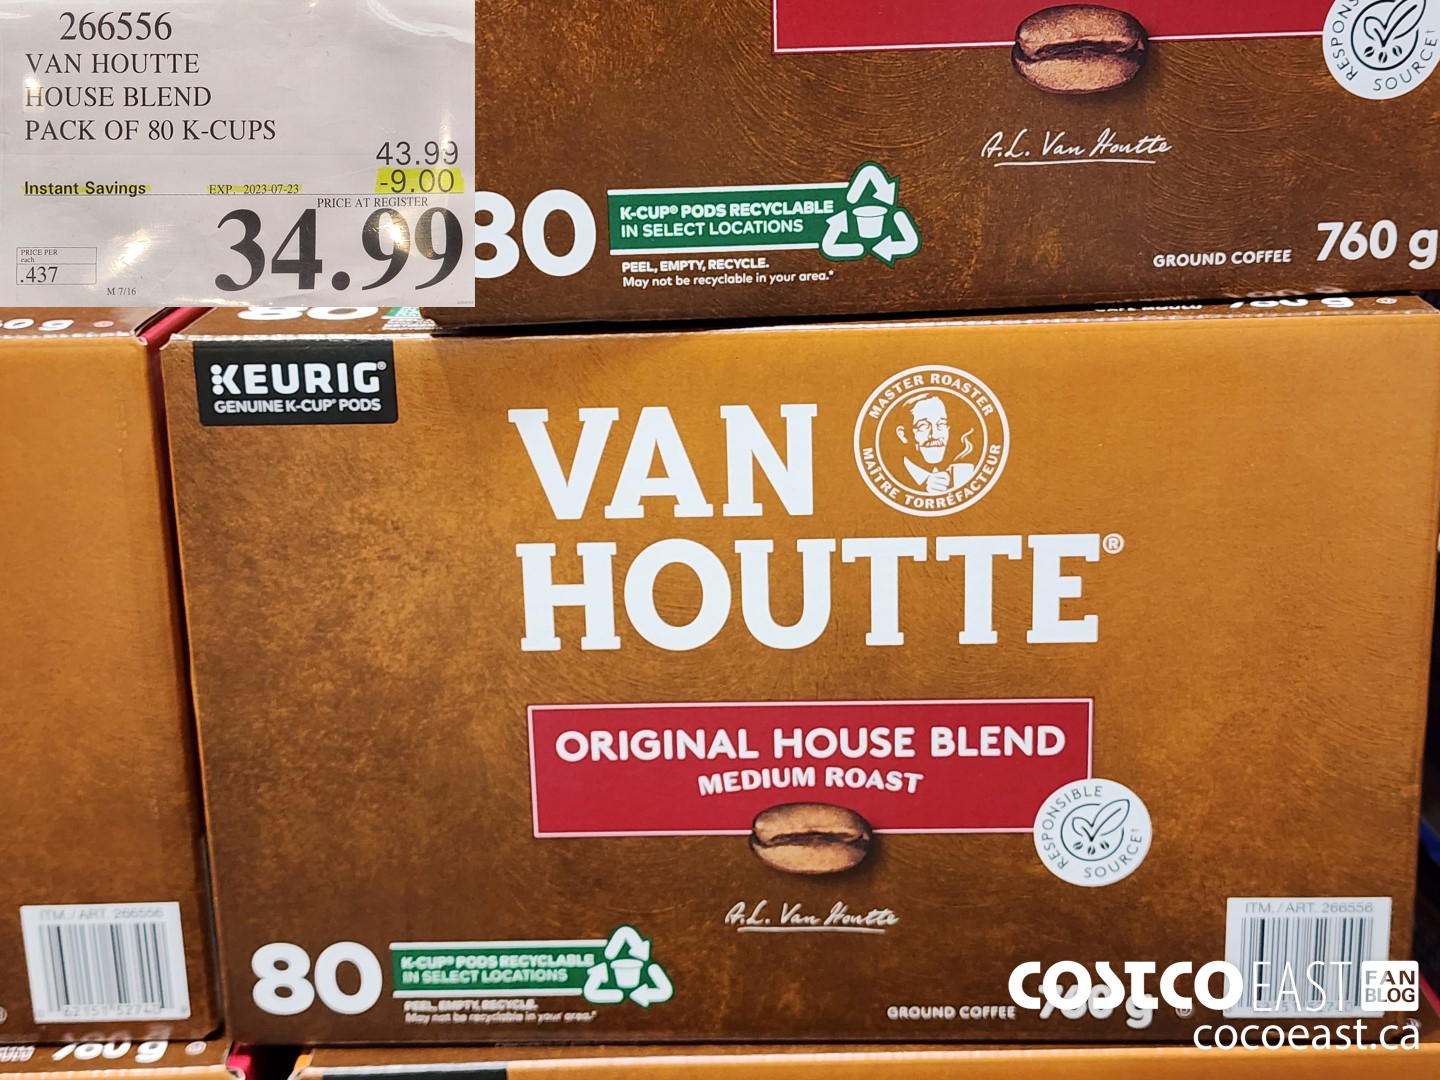 266556
VAN HOUTTE
HOUSE BLEND
PACK OF 80 K-CUPS
43.99
Instant Savings
EXP. 2023-07-23
-9.00
PRICE AT REGISTER
34.99
PRICE PER
each
.437
M 7/16
RESPONSIBLE
SOURCE!
A.L. Van Houtte
80
K-CUP® PODS RECYCLABLE
IN SELECT LOCATIONS
PEEL, EMPTY, RECYCLE.
May not be recyclable in your area.*
GROUND COFFEE 760 g
80
760 g
KEURIG®
GENUINE K-CUP® PODS
VAN
MASTER ROASTER
MAÎTRE TORRÉFACTEUR
HOUTTE®
ORIGINAL HOUSE BLEND
MEDIUM ROAST
RESPONSIBLE
SOURCE!
A.L. Van Houtte
ITM. / ART. 266556
ITM. / ART. 266556
80
K-CUP® PODS RECYCLABLE
IN SELECT LOCATIONS
PEEL, EMPTY, RECYCLE.
May not be recyclable in your area.*
GROUND COFFEE 760 g
COSTCO EAST FAN BLOG
cocoeast.ca
760 g